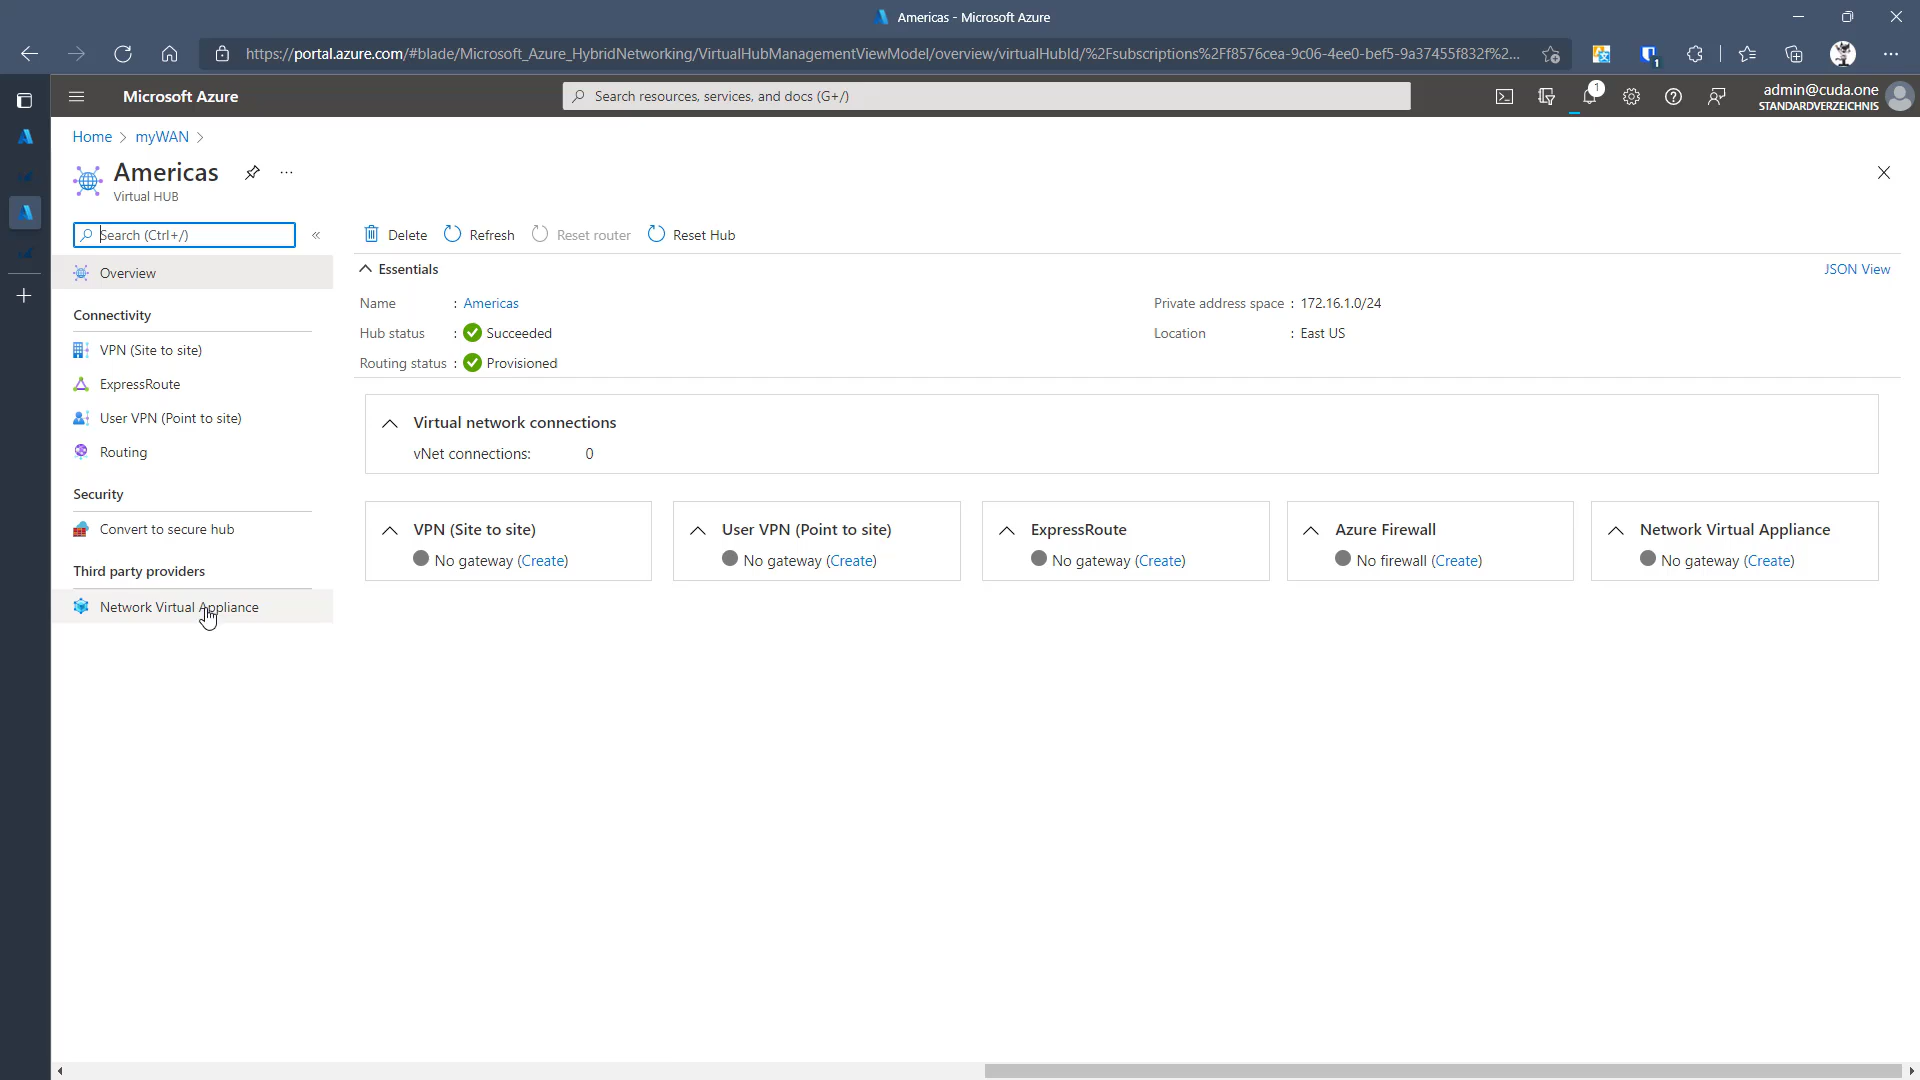 Americas - Microsoft Azure
https://portal.azure.com/#blade/Microsoft_Azure_HybridNetworking/VirtualHubManagementViewModel/overview/virtualHubId/%2Fsubscriptions%2Ff8576cea-9c06-4ee0-bef5-9a37455f832f%2...
1
Microsoft Azure
Search resources, services, and docs (G+/)
1
admin@cuda.one
STANDARDVERZEICHNIS
Home > myWAN >
Americas
Virtual HUB
Search (Ctrl+/)
Delete Refresh Reset router Reset Hub
Overview
Connectivity
VPN (Site to site)
ExpressRoute
User VPN (Point to site)
Routing
Security
Convert to secure hub
Third party providers
Network Virtual Appliance
Essentials
JSON View
Name : Americas
Hub status : Succeeded
Routing status : Provisioned
Private address space : 172.16.1.0/24
Location : East US
Virtual network connections
vNet connections: 0
VPN (Site to site)
No gateway (Create)
User VPN (Point to site)
No gateway (Create)
ExpressRoute
No gateway (Create)
Azure Firewall
No firewall (Create)
Network Virtual Appliance
No gateway (Create)